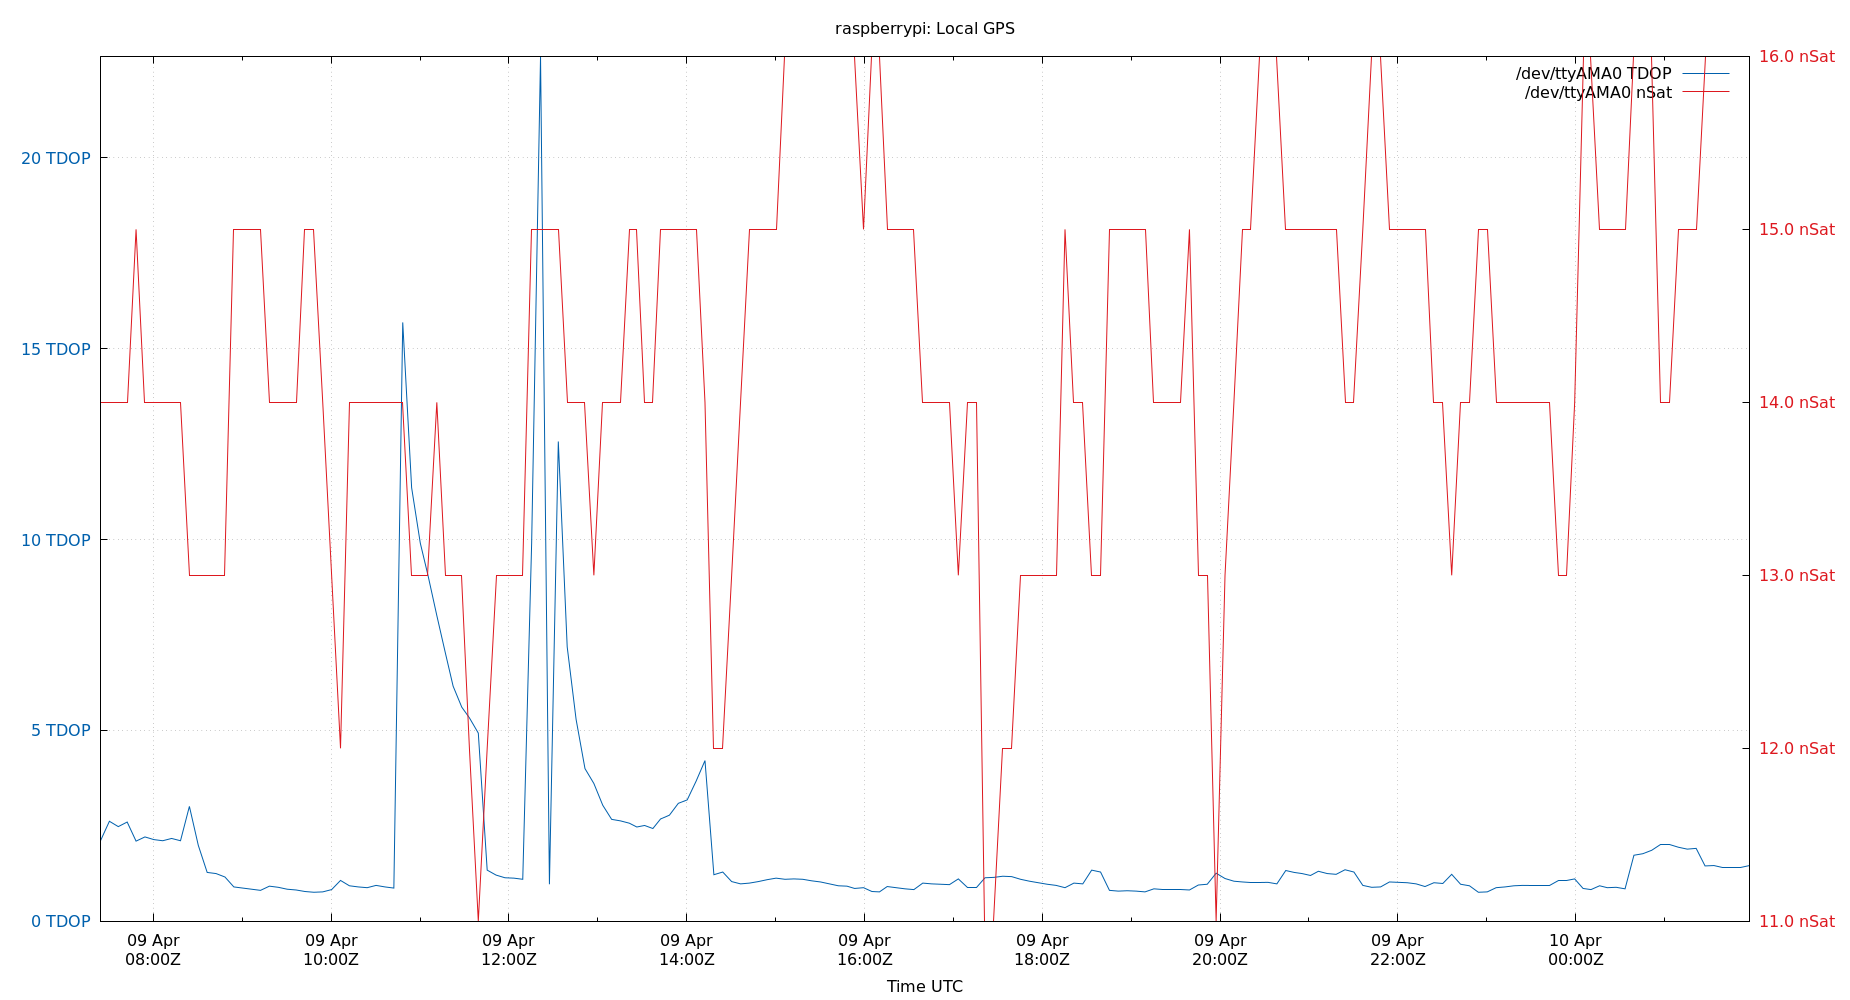 raspberrypi: Local GPS
/dev/ttyAMA0 TDOP
/dev/ttyAMA0 nSat
20 TDOP
15 TDOP
10 TDOP
5 TDOP
0 TDOP
16.0 nSat
15.0 nSat
14.0 nSat
13.0 nSat
12.0 nSat
11.0 nSat
09 Apr
08:00Z
09 Apr
10:00Z
09 Apr
12:00Z
09 Apr
14:00Z
09 Apr
16:00Z
09 Apr
18:00Z
09 Apr
20:00Z
09 Apr
22:00Z
10 Apr
00:00Z
Time UTC